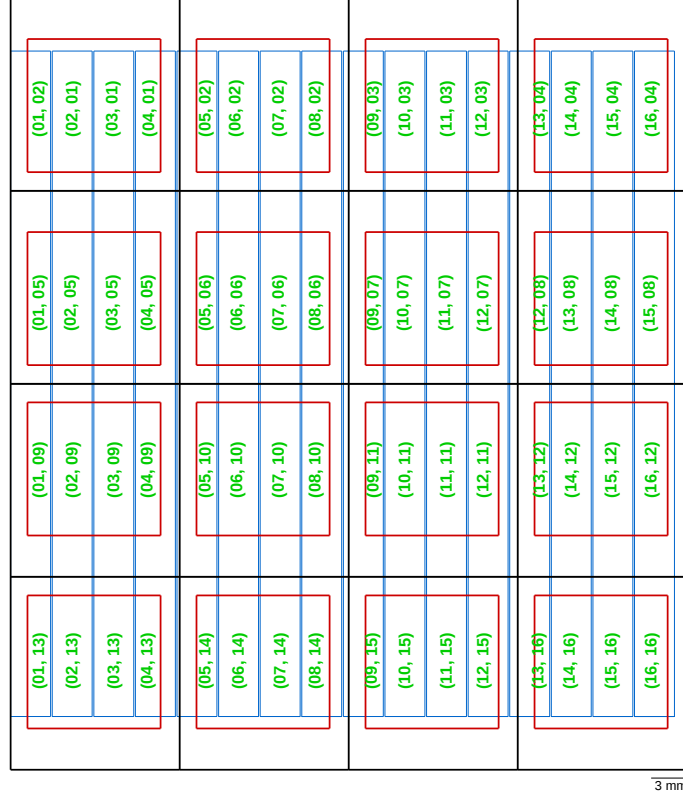 (01, 02) (02, 01) (03, 01) (04, 01) (05, 02) (06, 02) (07, 02) (08, 02) (09, 03) (10, 03) (11, 03) (12, 03) (13, 04) (14, 04) (15, 04) (16, 04)
(01, 05) (02, 05) (03, 05) (04, 05) (05, 06) (06, 06) (07, 06) (08, 06) (09, 07) (10, 07) (11, 07) (12, 07) (12, 08) (13, 08) (14, 08) (15, 08)
(01, 09) (02, 09) (03, 09) (04, 09) (05, 10) (06, 10) (07, 10) (08, 10) (09, 11) (10, 11) (11, 11) (12, 11) (13, 12) (14, 12) (15, 12) (16, 12)
(01, 13) (02, 13) (03, 13) (04, 13) (05, 14) (06, 14) (07, 14) (08, 14) (09, 15) (10, 15) (11, 15) (12, 15) (13, 16) (14, 16) (15, 16) (16, 16)
3 mm